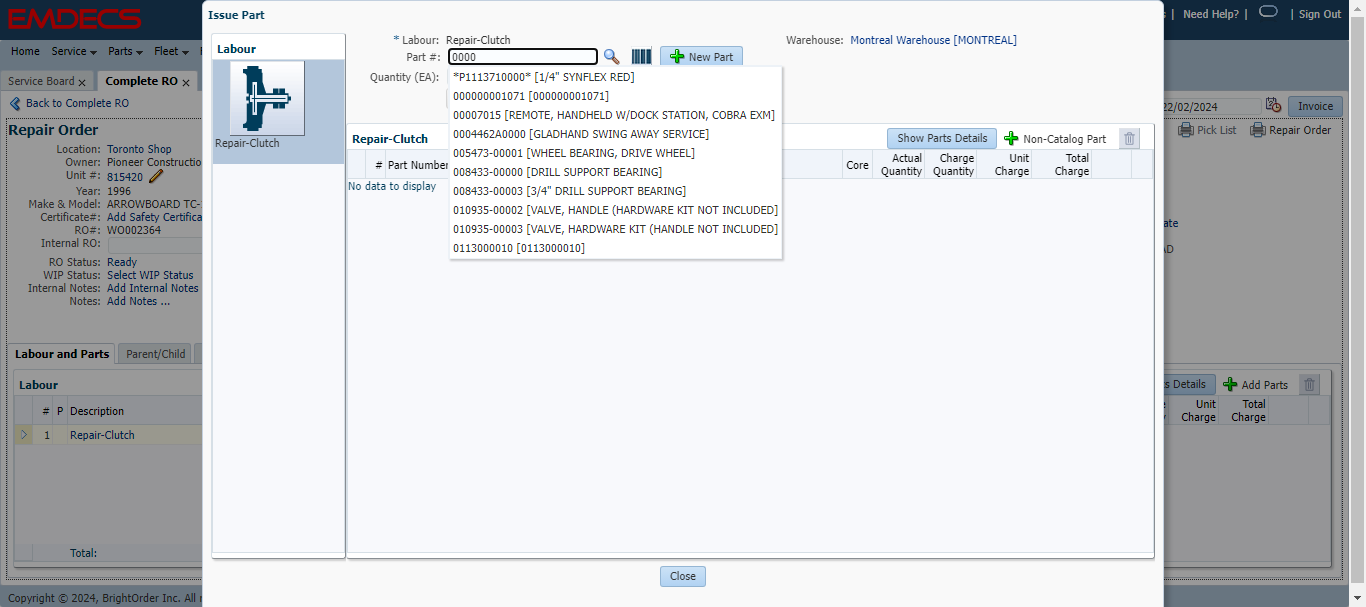 EMDECS
Need Help? | | Sign Out
Home Service Parts Fleet
Service Board x Complete RO x
Back to Complete RO
22/02/2024 Invoice
Pick List Repair Order
Repair Order
Location: Toronto Shop
Owner: Pioneer Constructio
Unit #: 815420
Year: 1996
Make & Model: ARROWBOARD TC-
Certificate#: Add Safety Certifica
RO#: WO002364
Internal RO:
RO Status: Ready
WIP Status: Select WIP Status
Internal Notes: Add Internal Notes
Notes: Add Notes ...
Labour and Parts Parent/Child
Labour
# P Description
1 Repair-Clutch
Total:
Issue Part
Labour
Repair-Clutch
* Labour: Repair-Clutch
Warehouse: Montreal Warehouse [MONTREAL]
Part #: 0000 New Part
Quantity (EA):
*P1113710000* [1/4" SYNFLEX RED]
000000001071 [000000001071]
00007015 [REMOTE, HANDHELD W/DOCK STATION, COBRA EXM]
0004462A0000 [GLADHAND SWING AWAY SERVICE]
005473-00001 [WHEEL BEARING, DRIVE WHEEL]
008433-00000 [DRILL SUPPORT BEARING]
008433-00003 [3/4" DRILL SUPPORT BEARING]
010935-00002 [VALVE, HANDLE (HARDWARE KIT NOT INCLUDED]
010935-00003 [VALVE, HARDWARE KIT (HANDLE NOT INCLUDED]
0113000010 [0113000010]
Repair-Clutch Show Parts Details Non-Catalog Part
# Part Number Core Actual Quantity Charge Quantity Unit Charge Total Charge
No data to display
Close
ate
s Details Add Parts
Unit Charge Total Charge
Copyright © 2024, BrightOrder Inc. All